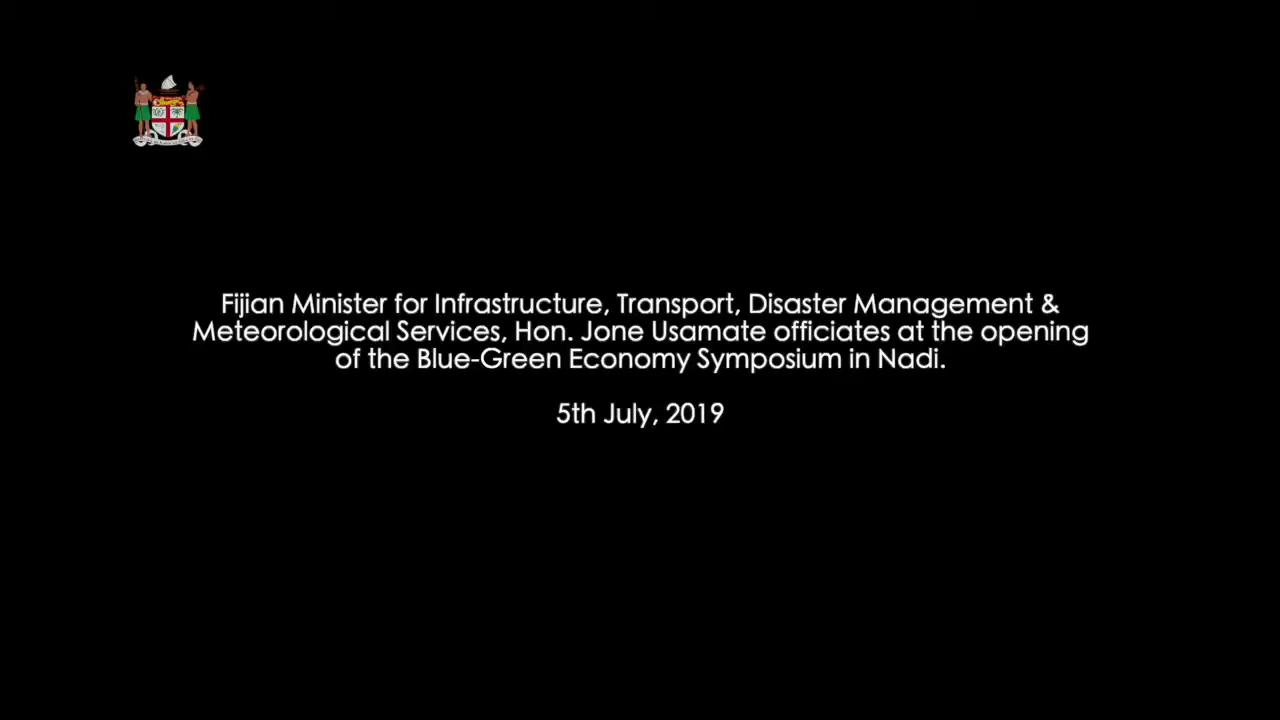 Fijian Minister for Infrastructure, Transport, Disaster Management &
Meteorological Services, Hon. Jone Usamate officiates at the opening
of the Blue-Green Economy Symposium in Nadi.
5th July, 2019